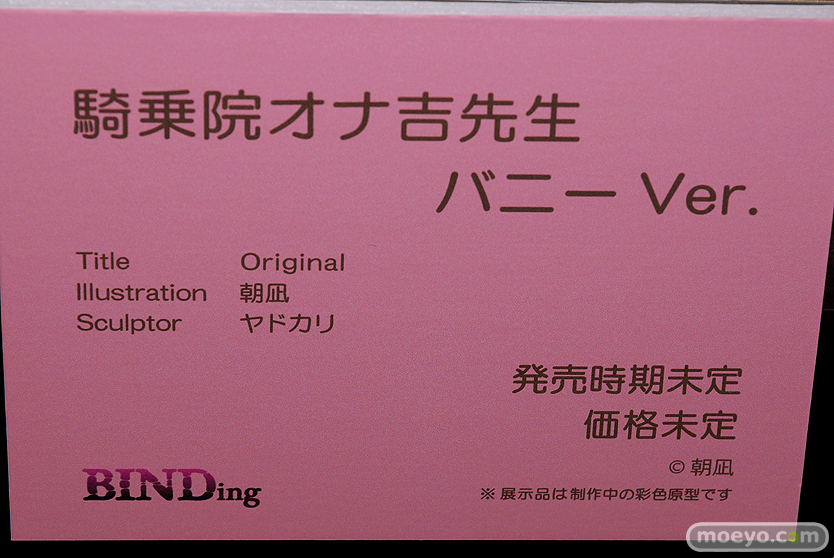 騎乗院オナ吉先生
バニー Ver.
Title Original
Illustration 朝凪
Sculptor ヤドカリ
発売時期未定
価格未定
© 朝凪
BINDing
※ 展示品は制作中の彩色原型です
moeyo.com